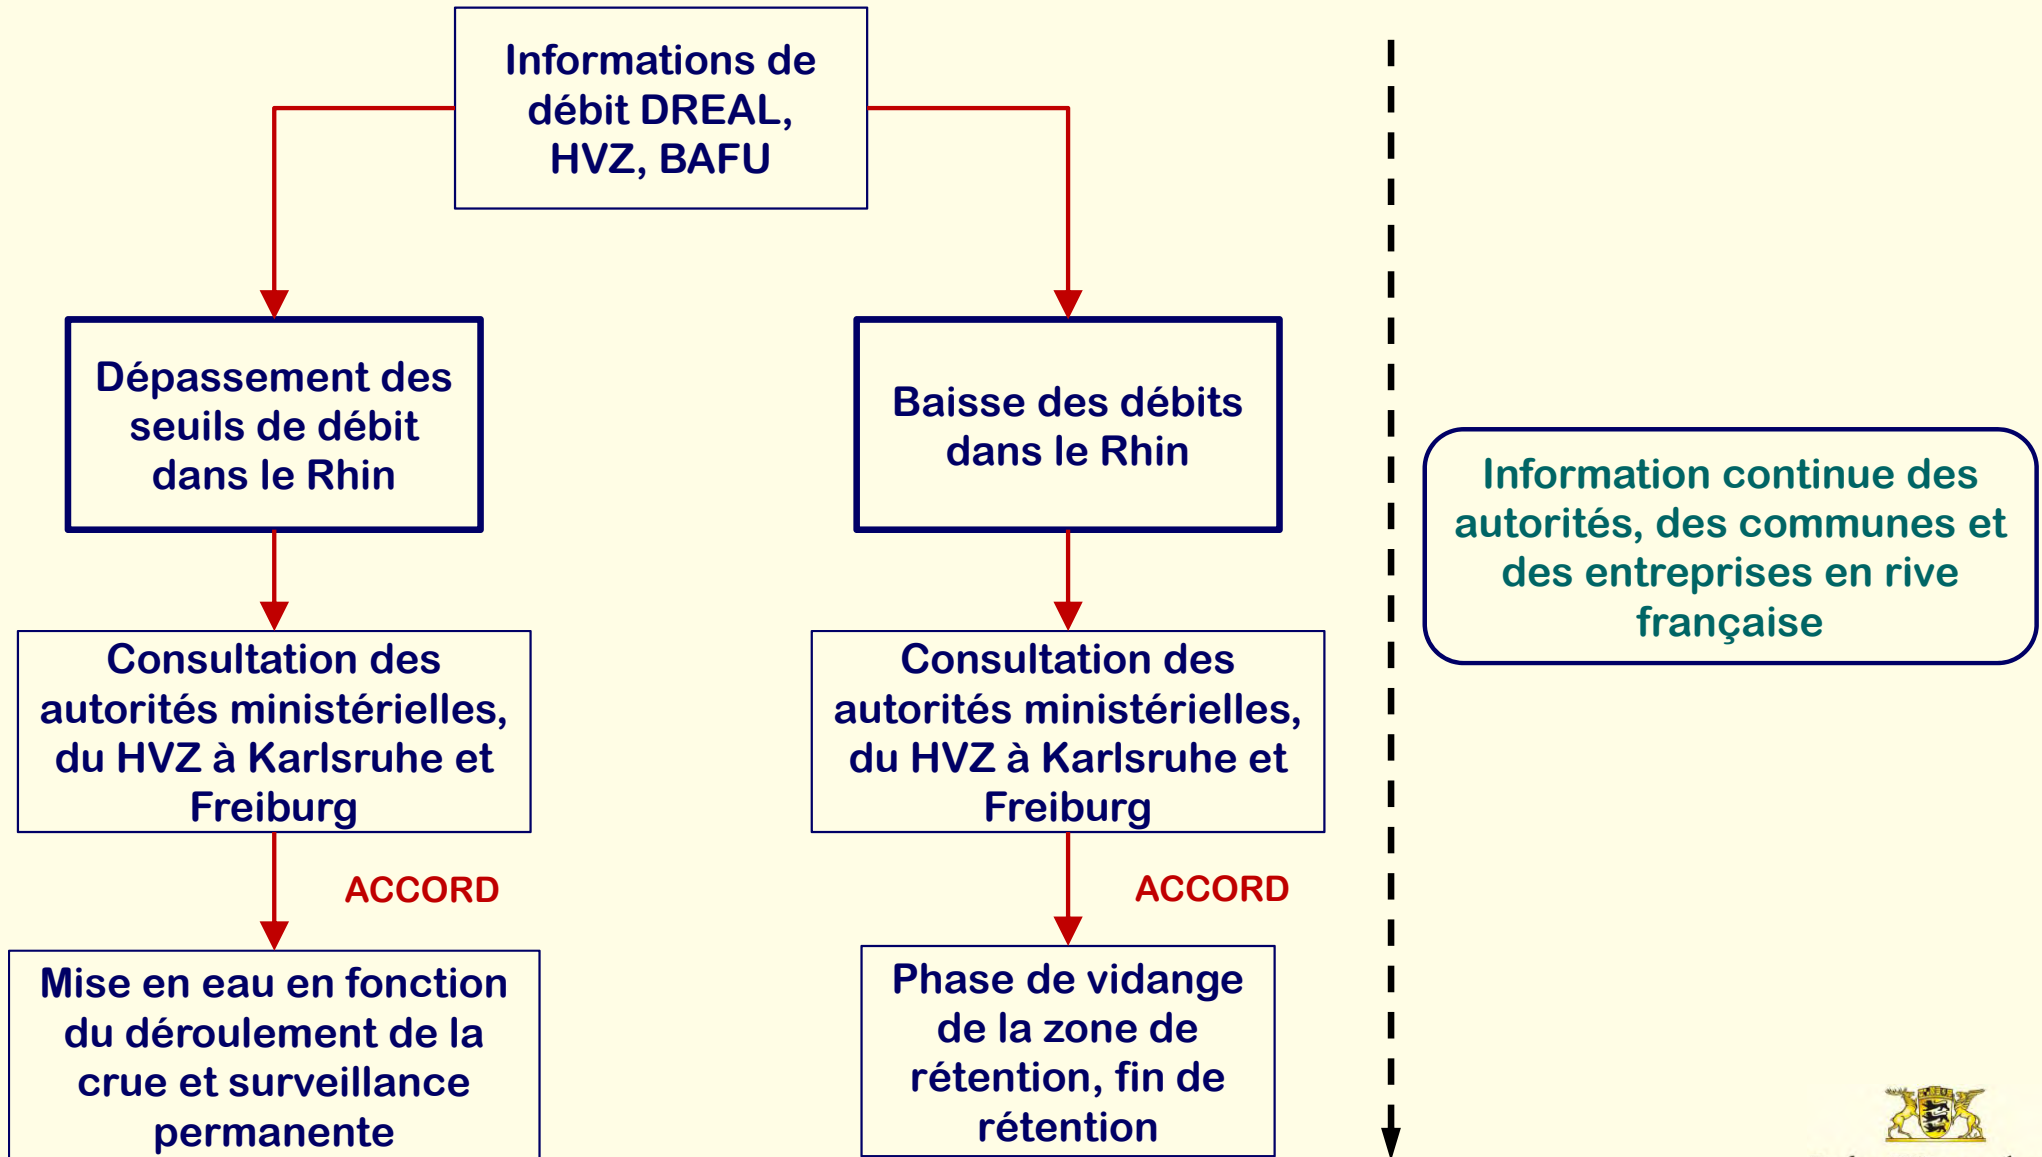 Informations de
débit DREAL,
HVZ, BAFU
Dépassement des
seuils de débit
dans le Rhin
Baisse des débits
dans le Rhin
Information continue des
autorités, des communes et
des entreprises en rive
française
Consultation des
autorités ministérielles,
du HVZ à Karlsruhe et
Freiburg
Consultation des
autorités ministérielles,
du HVZ à Karlsruhe et
Freiburg
ACCORD
ACCORD
Mise en eau en fonction
du déroulement de la
crue et surveillance
permanente
Phase de vidange
de la zone de
rétention, fin de
rétention